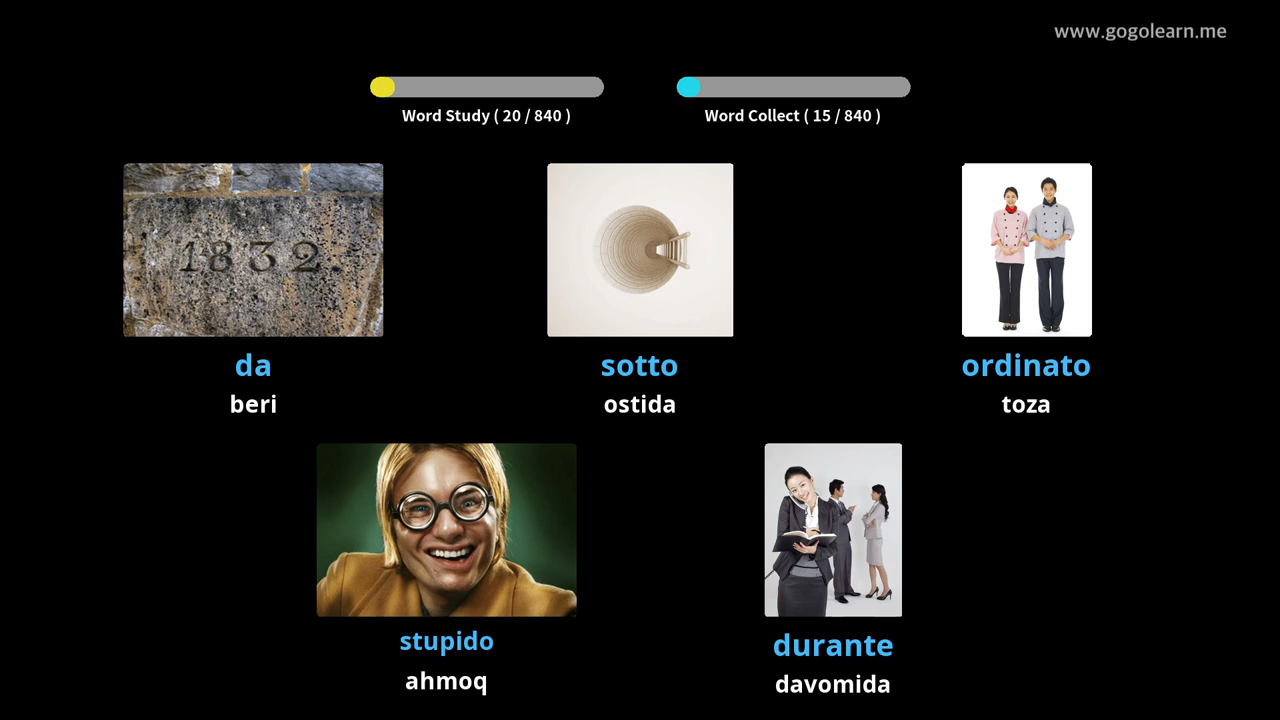 www.gogolearn.me
Word Study ( 20 / 840 )
Word Collect ( 15 / 840 )
1832.
da
beri
sotto
ostida
ordinato
toza
stupido
ahmoq
durante
davomida